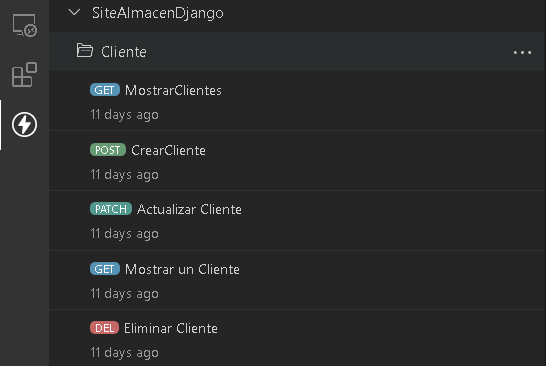 SiteAlmacenDjango
Cliente
GET MostrarClientes
11 days ago
POST CrearCliente
11 days ago
PATCH Actualizar Cliente
11 days ago
GET Mostrar un Cliente
11 days ago
DEL Eliminar Cliente
11 days ago